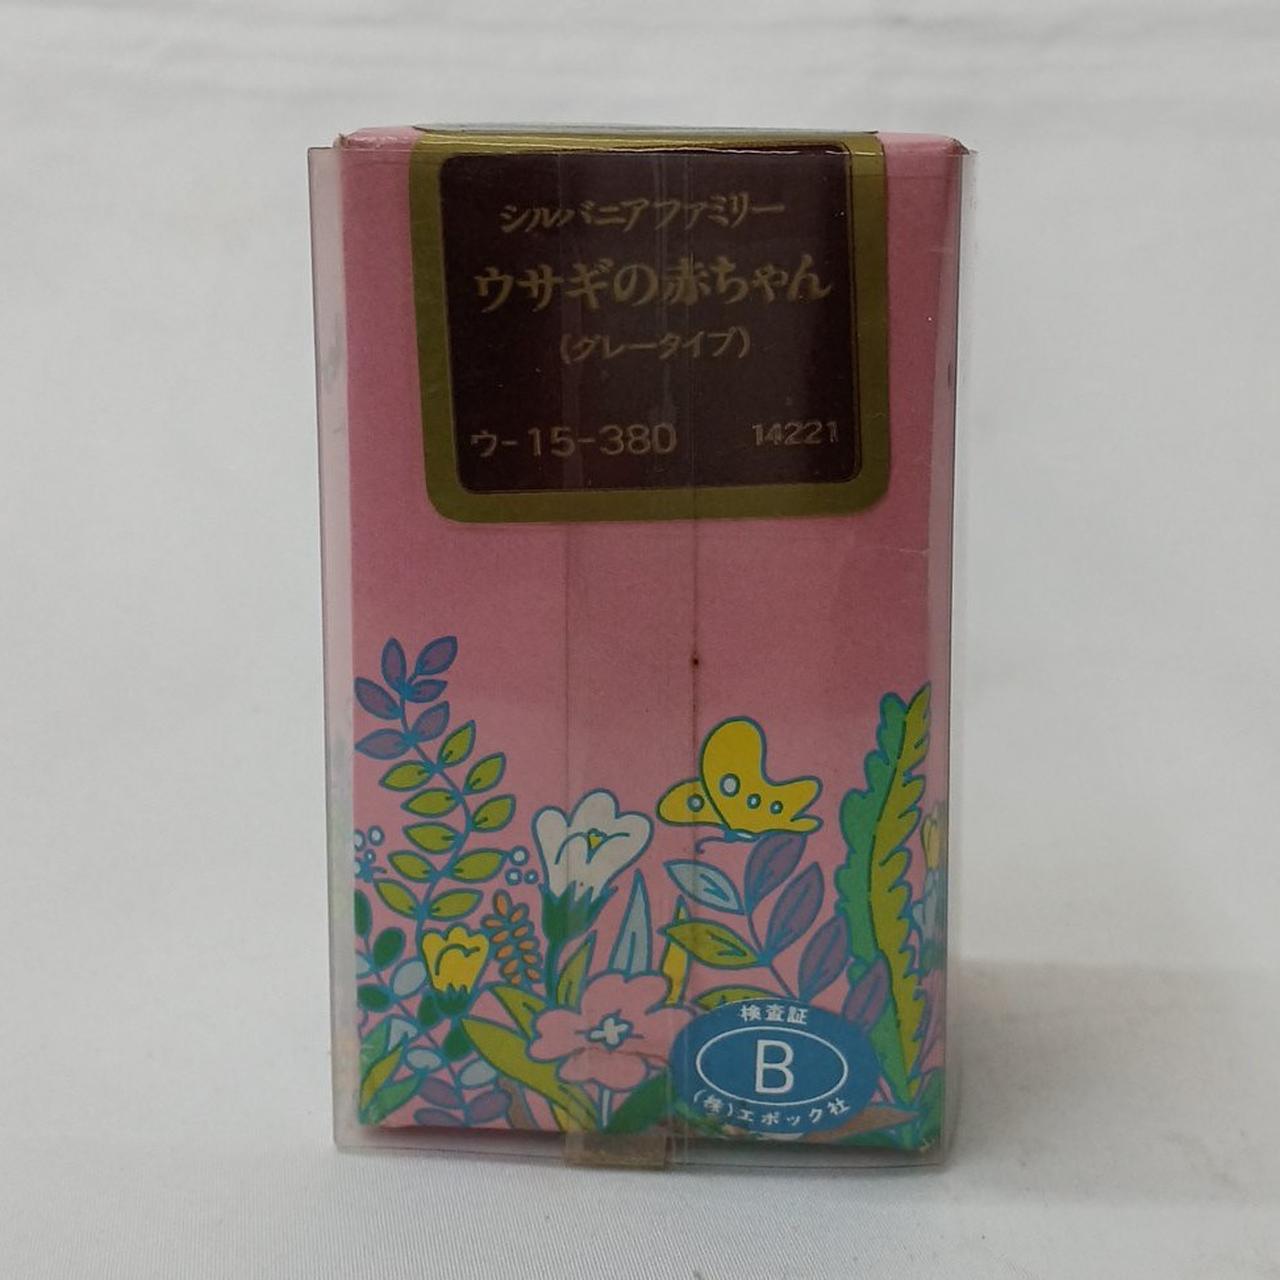 シルバニアファミリー
ウサギの赤ちゃん
(グレータイプ)
ウ-15-380 14221
検査証
B
(株)エポック社